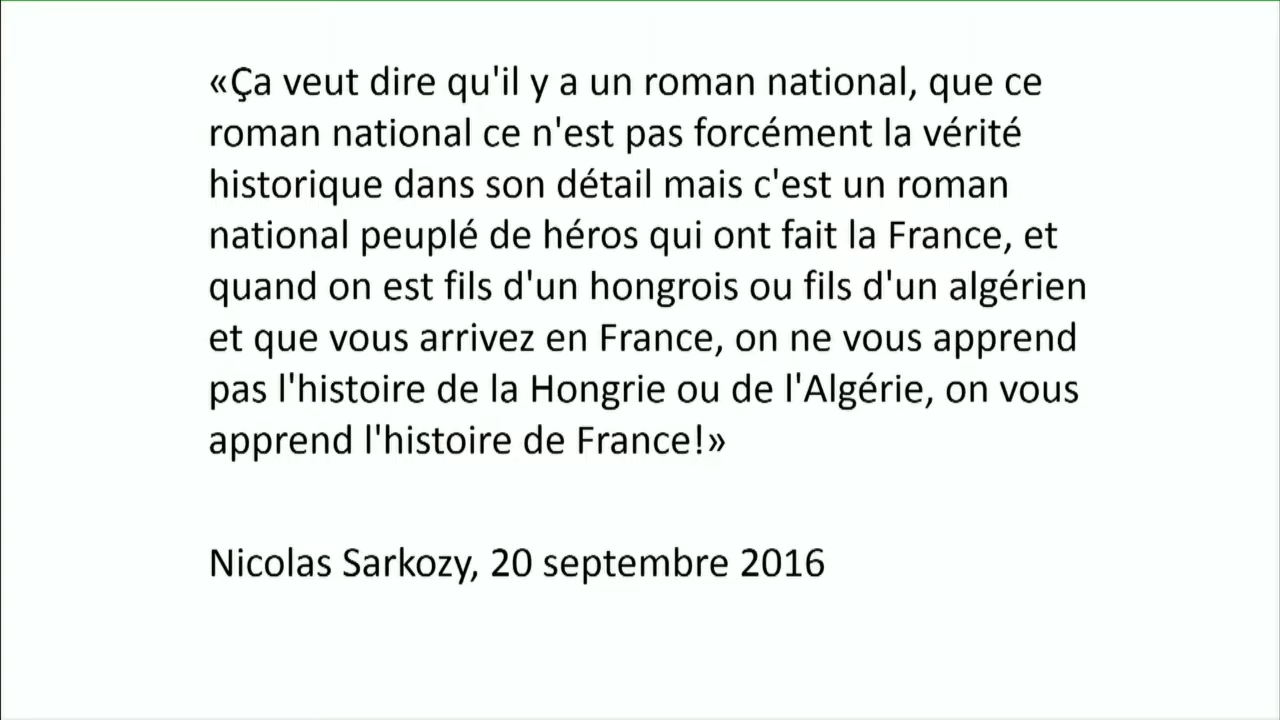 «Ça veut dire qu'il y a un roman national, que ce
roman national ce n'est pas forcément la vérité
historique dans son détail mais c'est un roman
national peuplé de héros qui ont fait la France, et
quand on est fils d'un hongrois ou fils d'un algérien
et que vous arrivez en France, on ne vous apprend
pas l'histoire de la Hongrie ou de l'Algérie, on vous
apprend l'histoire de France!»
Nicolas Sarkozy, 20 septembre 2016